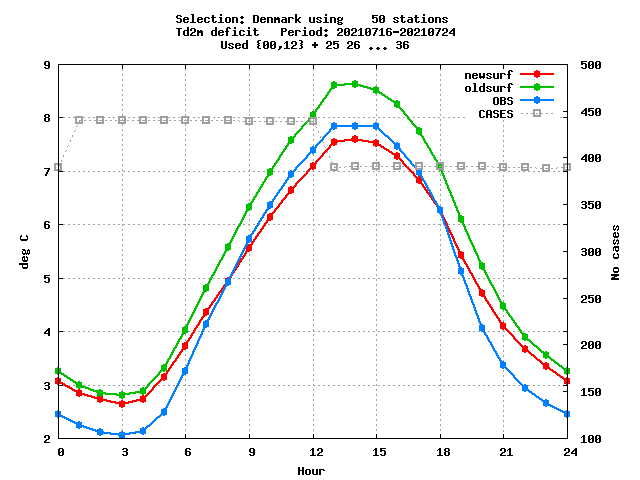 Selection: Denmark using    50 stations
Td2m deficit   Period: 20210716-20210724
Used {00,12} + 25 26 ... 36
newsurf
oldsurf
OBS
CASES
deg C
9
8
7
6
5
4
3
2
No cases
500
450
400
350
300
250
200
150
100
0 3 6 9 12 15 18 21 24
Hour